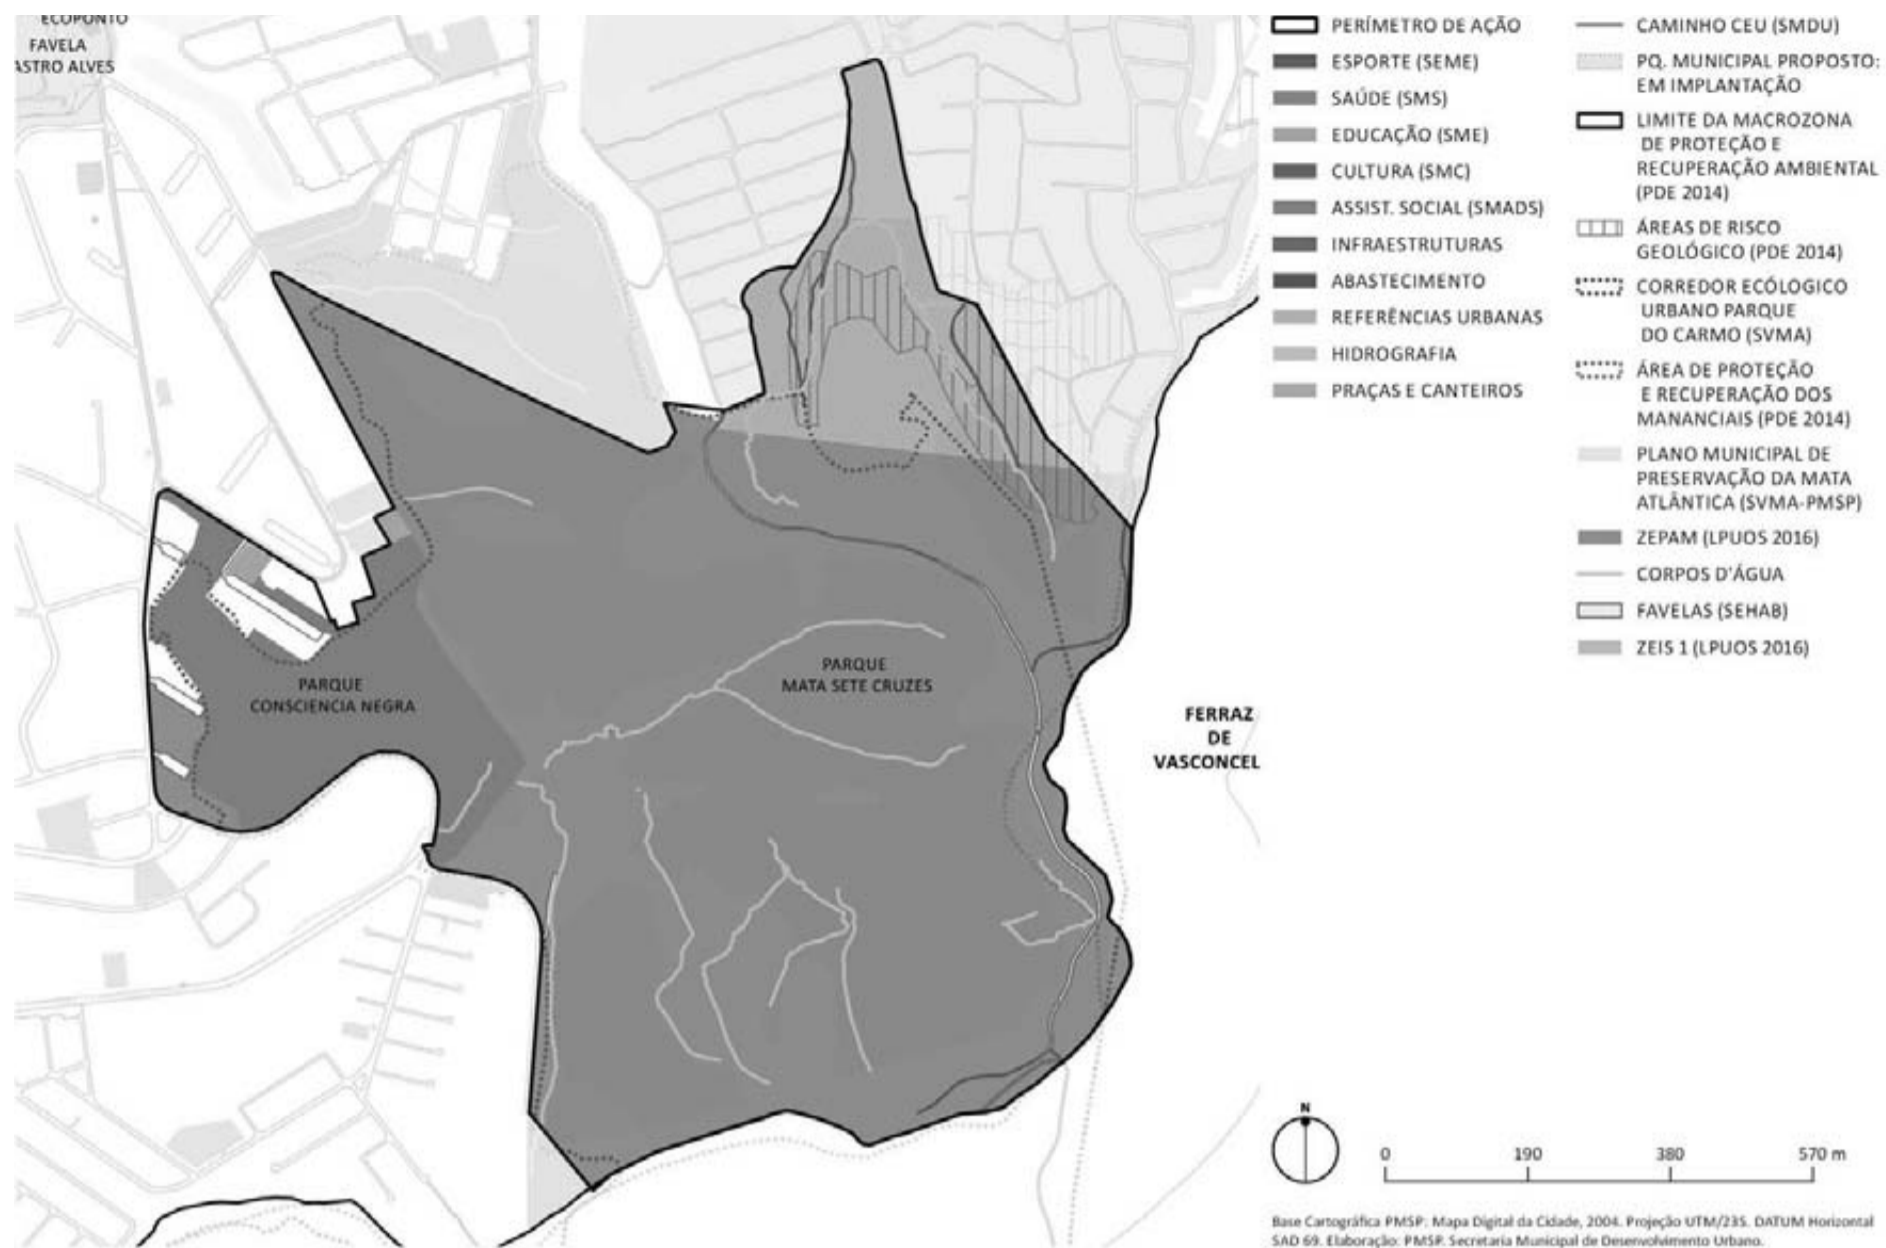 ECOPONTO
FAVELA
ASTRO ALVES
PARQUE
CONSCIENCIA NEGRA
PARQUE
MATA SETE CRUZES
FERRAZ
DE
VASCONCEL
PERÍMETRO DE AÇÃO
ESPORTE (SEME)
SAÚDE (SMS)
EDUCAÇÃO (SME)
CULTURA (SMC)
ASSIST. SOCIAL (SMADS)
INFRAESTRUTURAS
ABASTECIMENTO
REFERÊNCIAS URBANAS
HIDROGRAFIA
PRAÇAS E CANTEIROS
CAMINHO CEU (SMDU)
PQ. MUNICIPAL PROPOSTO:
EM IMPLANTAÇÃO
LIMITE DA MACROZONA
DE PROTEÇÃO E
RECUPERAÇÃO AMBIENTAL
(PDE 2014)
ÁREAS DE RISCO
GEOLÓGICO (PDE 2014)
CORREDOR ECÓLOGICO
URBANO PARQUE
DO CARMO (SVMA)
ÁREA DE PROTEÇÃO
E RECUPERAÇÃO DOS
MANANCIAIS (PDE 2014)
PLANO MUNICIPAL DE
PRESERVAÇÃO DA MATA
ATLÂNTICA (SVMA-PMSP)
ZEPAM (LPUOS 2016)
CORPOS D'ÁGUA
FAVELAS (SEHAB)
ZEIS 1 (LPUOS 2016)
N
0 190 380 570 m
Base Cartográfica PMSP: Mapa Digital da Cidade, 2004. Projeção UTM/23S. DATUM Horizontal
SAD 69. Elaboração: PMSP. Secretaria Municipal de Desenvolvimento Urbano.